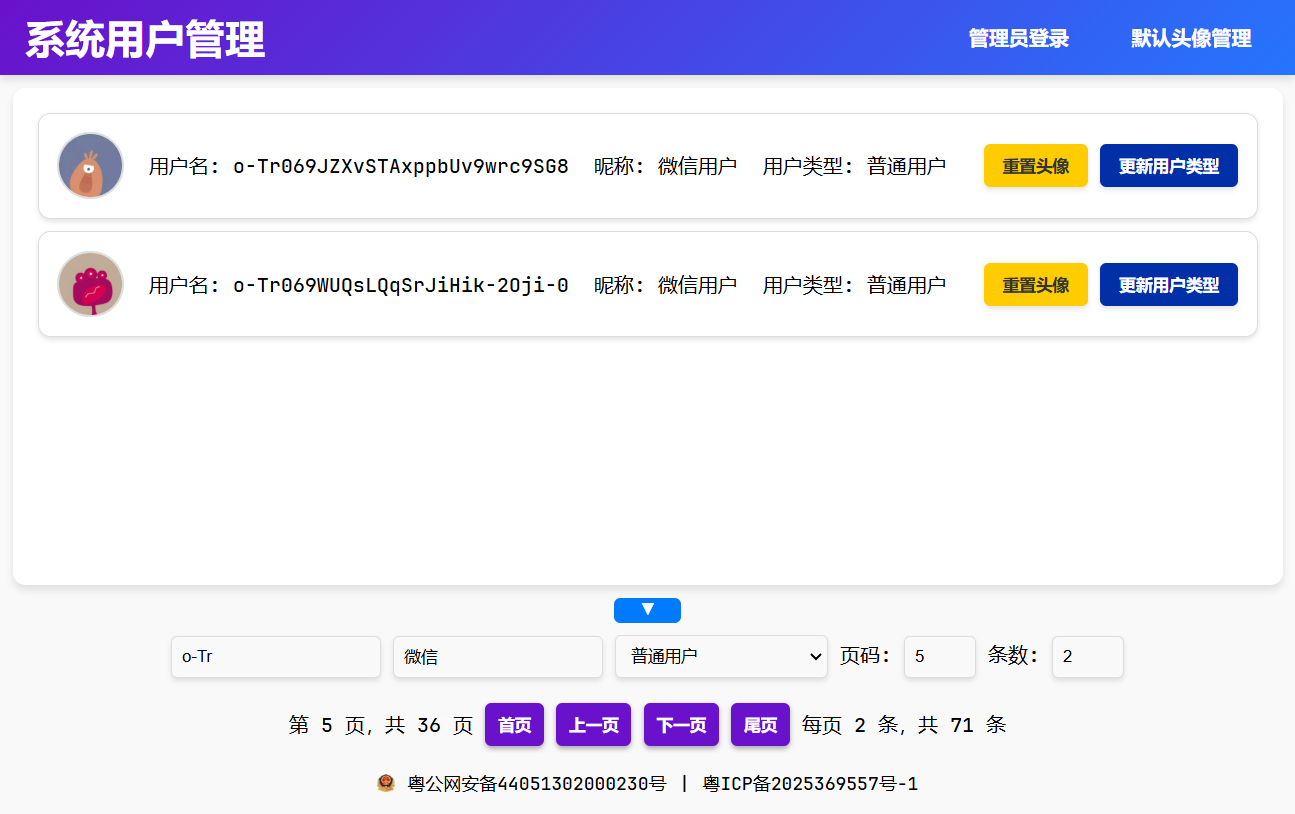 系统用户管理 管理员登录 默认头像管理
用户名: o-Tr069JZXvSTAxppbUv9wrc9SG8 昵称: 微信用户 用户类型: 普通用户 重置头像 更新用户类型
用户名: o-Tr069WUQsLQqSrJiHik-2Oji-0 昵称: 微信用户 用户类型: 普通用户 重置头像 更新用户类型
▼
o-Tr 微信 普通用户 页码: 5 条数: 2
第 5 页, 共 36 页 首页 上一页 下一页 尾页 每页 2 条, 共 71 条
粤公网安备44051302000230号 | 粤ICP备2025369557号-1